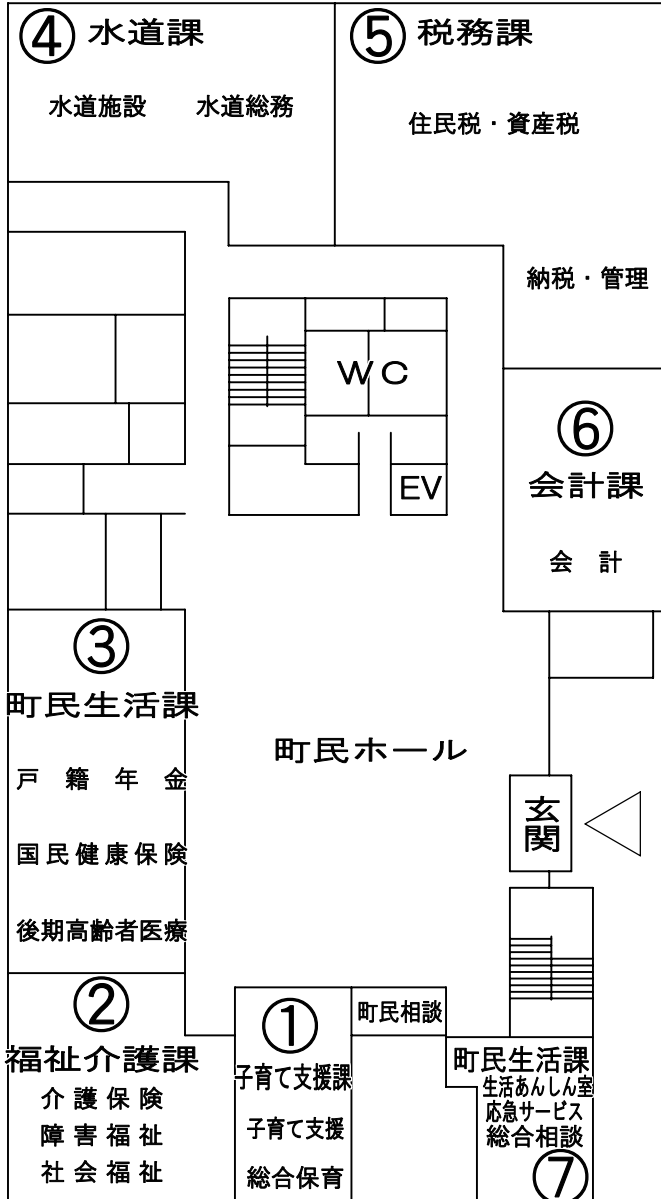 ④ 水道課
水道施設　水道総務
⑤ 税務課
住民税・資産税
納税・管理
WC
EV
⑥
会計課
会　計
③
町民生活課
戸籍年金
国民健康保険
後期高齢者医療
町民ホール
玄関
②
福祉介護課
介護保険
障害福祉
社会福祉
①
子育て支援課
子育て支援
総合保育
町民相談
町民生活課
生活あんしん室
応急サービス
総合相談
⑦